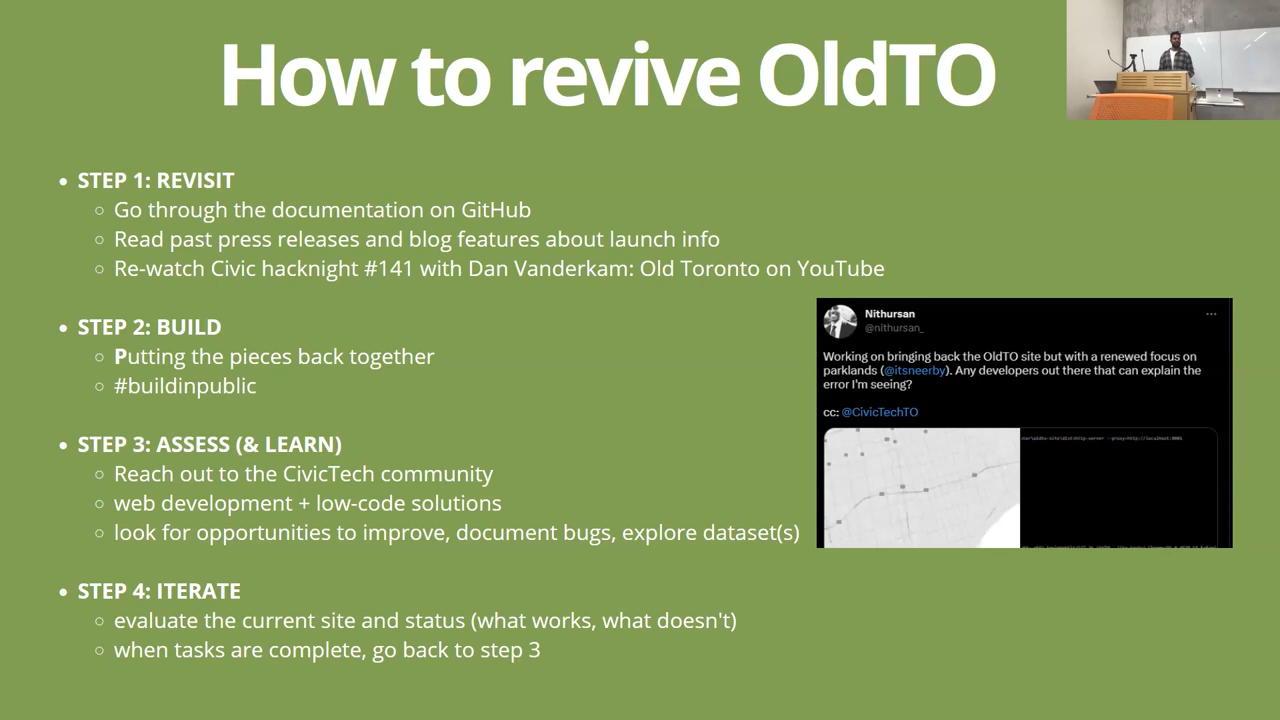 How to revive OldTO
STEP 1: REVISIT
Go through the documentation on GitHub
Read past press releases and blog features about launch info
Re-watch Civic hacknight #141 with Dan Vanderkam: Old Toronto on YouTube
STEP 2: BUILD
Putting the pieces back together
#buildinpublic
STEP 3: ASSESS (& LEARN)
Reach out to the CivicTech community
web development + low-code solutions
look for opportunities to improve, document bugs, explore dataset(s)
STEP 4: ITERATE
evaluate the current site and status (what works, what doesn't)
when tasks are complete, go back to step 3
Nithursan
@nithursan_
Working on bringing back the OldTO site but with a renewed focus on
parklands (@itsneerby). Any developers out there that can explain the
error I'm seeing?
cc: @CivicTechTO